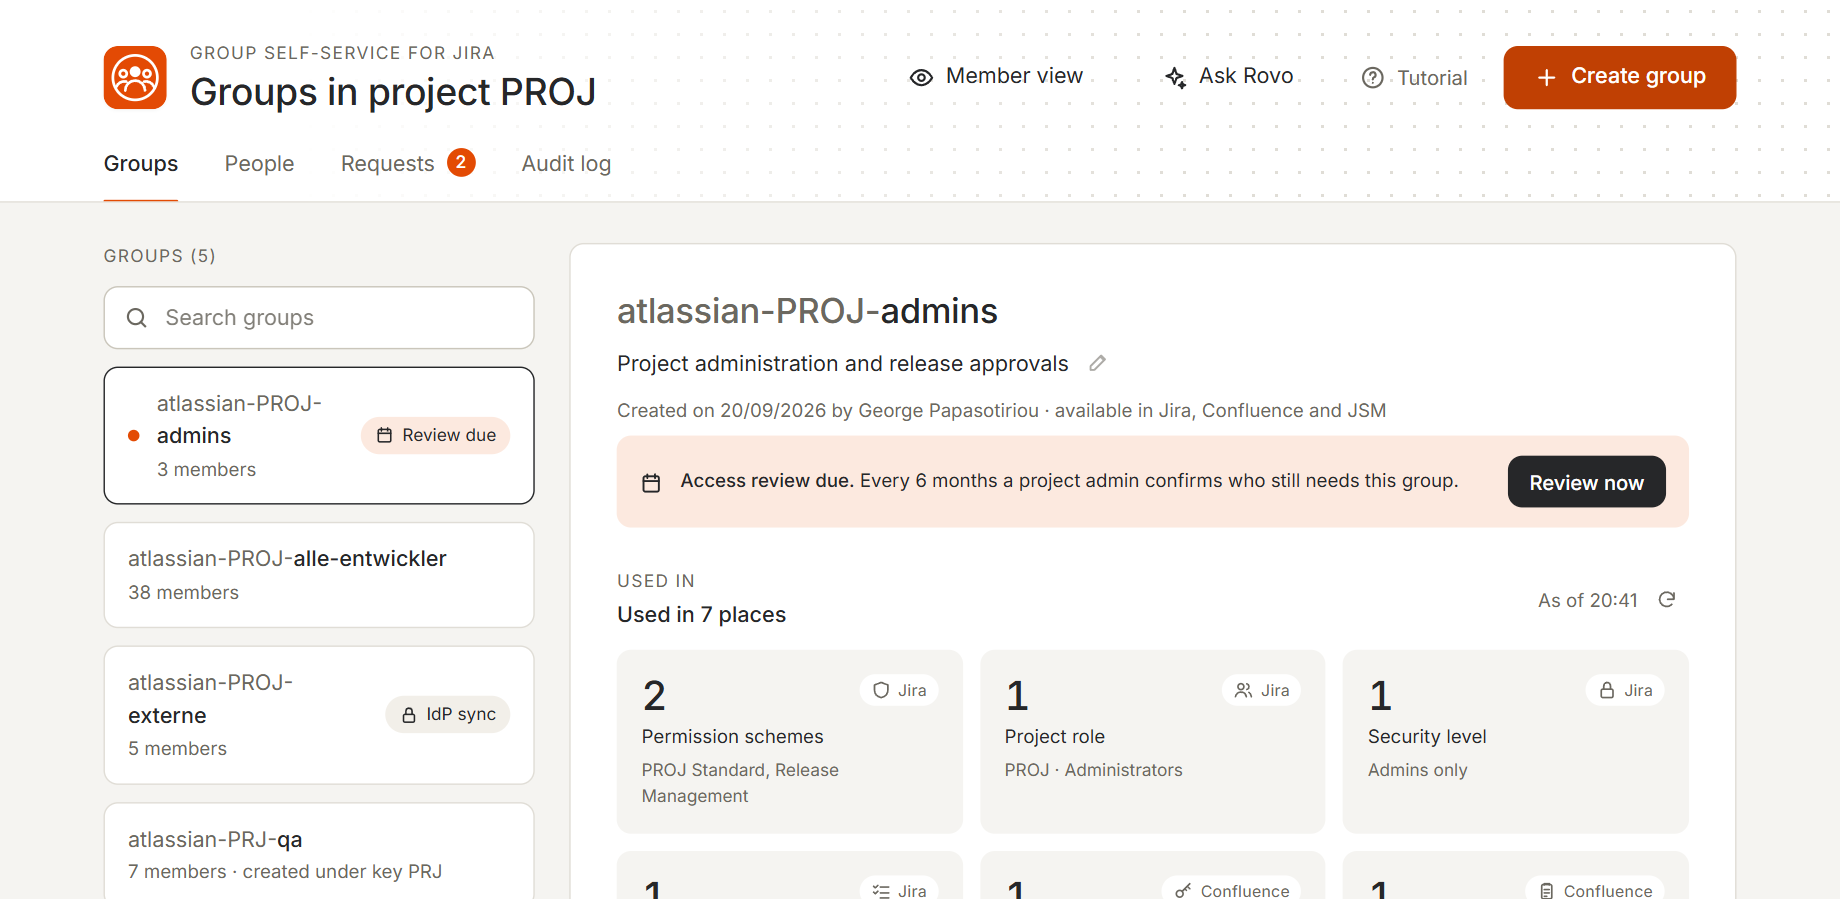 GROUP SELF-SERVICE FOR JIRA
Groups in project PROJ
Member view
Ask Rovo
Tutorial
Create group
Groups
People
Requests 2
Audit log
GROUPS (5)
Search groups
atlassian-PROJ-
admins
3 members
Review due
atlassian-PROJ-alle-entwickler
38 members
atlassian-PROJ-
externe
5 members
IdP sync
atlassian-PRJ-qa
7 members · created under key PRJ
atlassian-PROJ-admins
Project administration and release approvals
Created on 20/09/2026 by George Papasotiriou · available in Jira, Confluence and JSM
Access review due. Every 6 months a project admin confirms who still needs this group.
Review now
USED IN
Used in 7 places
As of 20:41
2
Jira
Permission schemes
PROJ Standard, Release
Management
1
Jira
Project role
PROJ · Administrators
1
Jira
Security level
Admins only
1
Jira
1
Confluence
1
Confluence